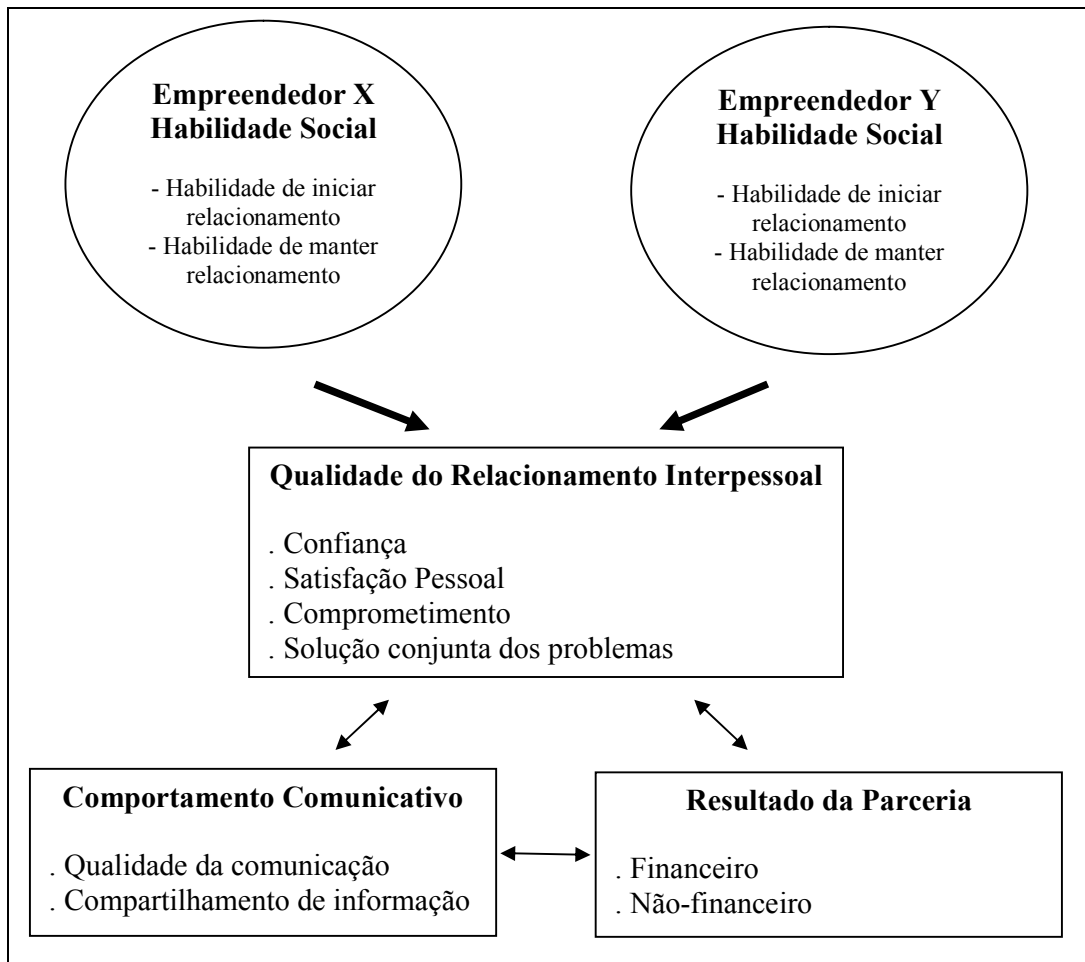 Empreendedor X
Habilidade Social
- Habilidade de iniciar
relacionamento
- Habilidade de manter
relacionamento
Empreendedor Y
Habilidade Social
- Habilidade de iniciar
relacionamento
- Habilidade de manter
relacionamento
Qualidade do Relacionamento Interpessoal
. Confiança
. Satisfação Pessoal
. Comprometimento
. Solução conjunta dos problemas
Comportamento Comunicativo
. Qualidade da comunicação
. Compartilhamento de informação
Resultado da Parceria
. Financeiro
. Não-financeiro